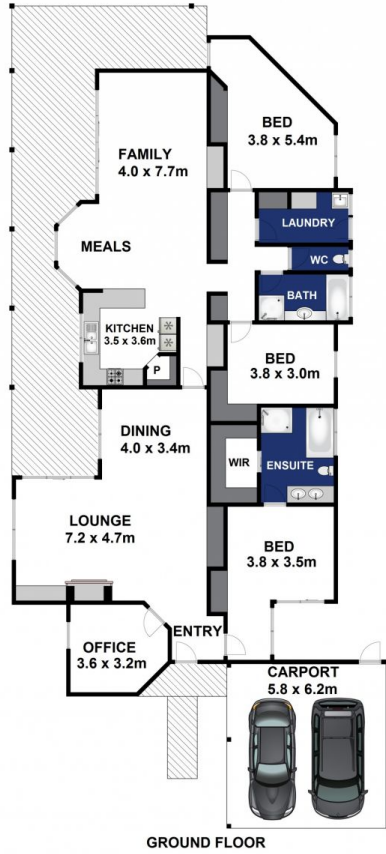 BED
3.8 x 5.4m
FAMILY
4.0 x 7.7m
LAUNDRY
MEALS
WC
BATH
KITCHEN
3.5 x 3.6m
P
BED
3.8 x 3.0m
DINING
4.0 x 3.4m
WIR
ENSUITE
LOUNGE
7.2 x 4.7m
BED
3.8 x 3.5m
ENTRY
OFFICE
3.6 x 3.2m
CARPORT
5.8 x 6.2m
GROUND FLOOR